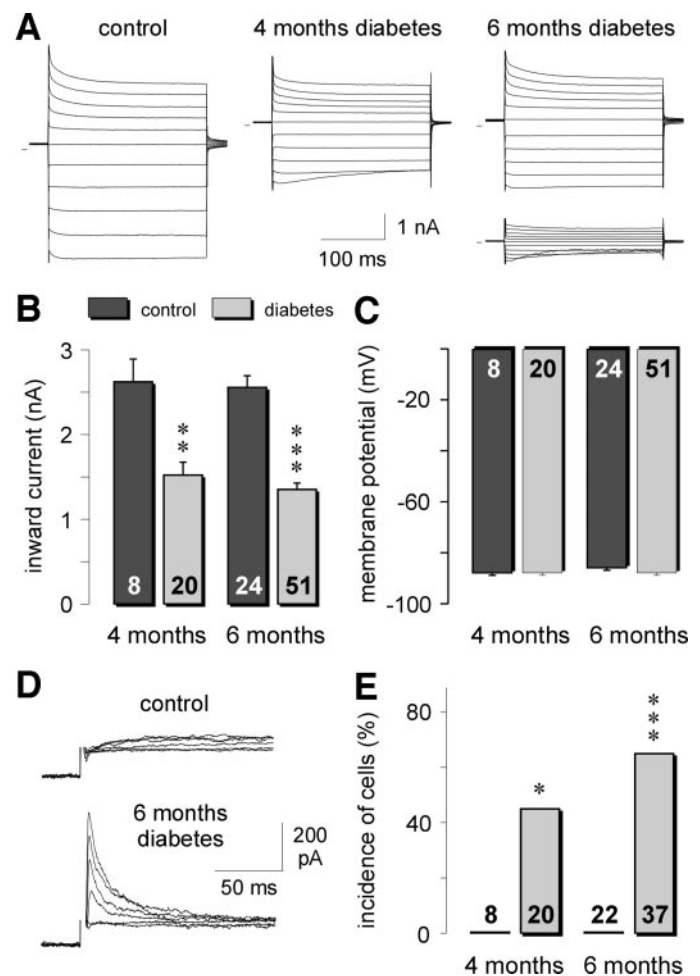 A
control
4 months diabetes
6 months diabetes
1 nA
100 ms
B
control
diabetes
inward current (nA)
3
2
1
0
**
***
8
20
24
51
4 months
6 months
C
membrane potential (mV)
8
20
24
51
-20
-60
-80
-100
4 months
6 months
D
control
6 months
diabetes
200
pA
50 ms
E
incidence of cells (%)
80
40
0
*
***
8
20
22
37
4 months
6 months